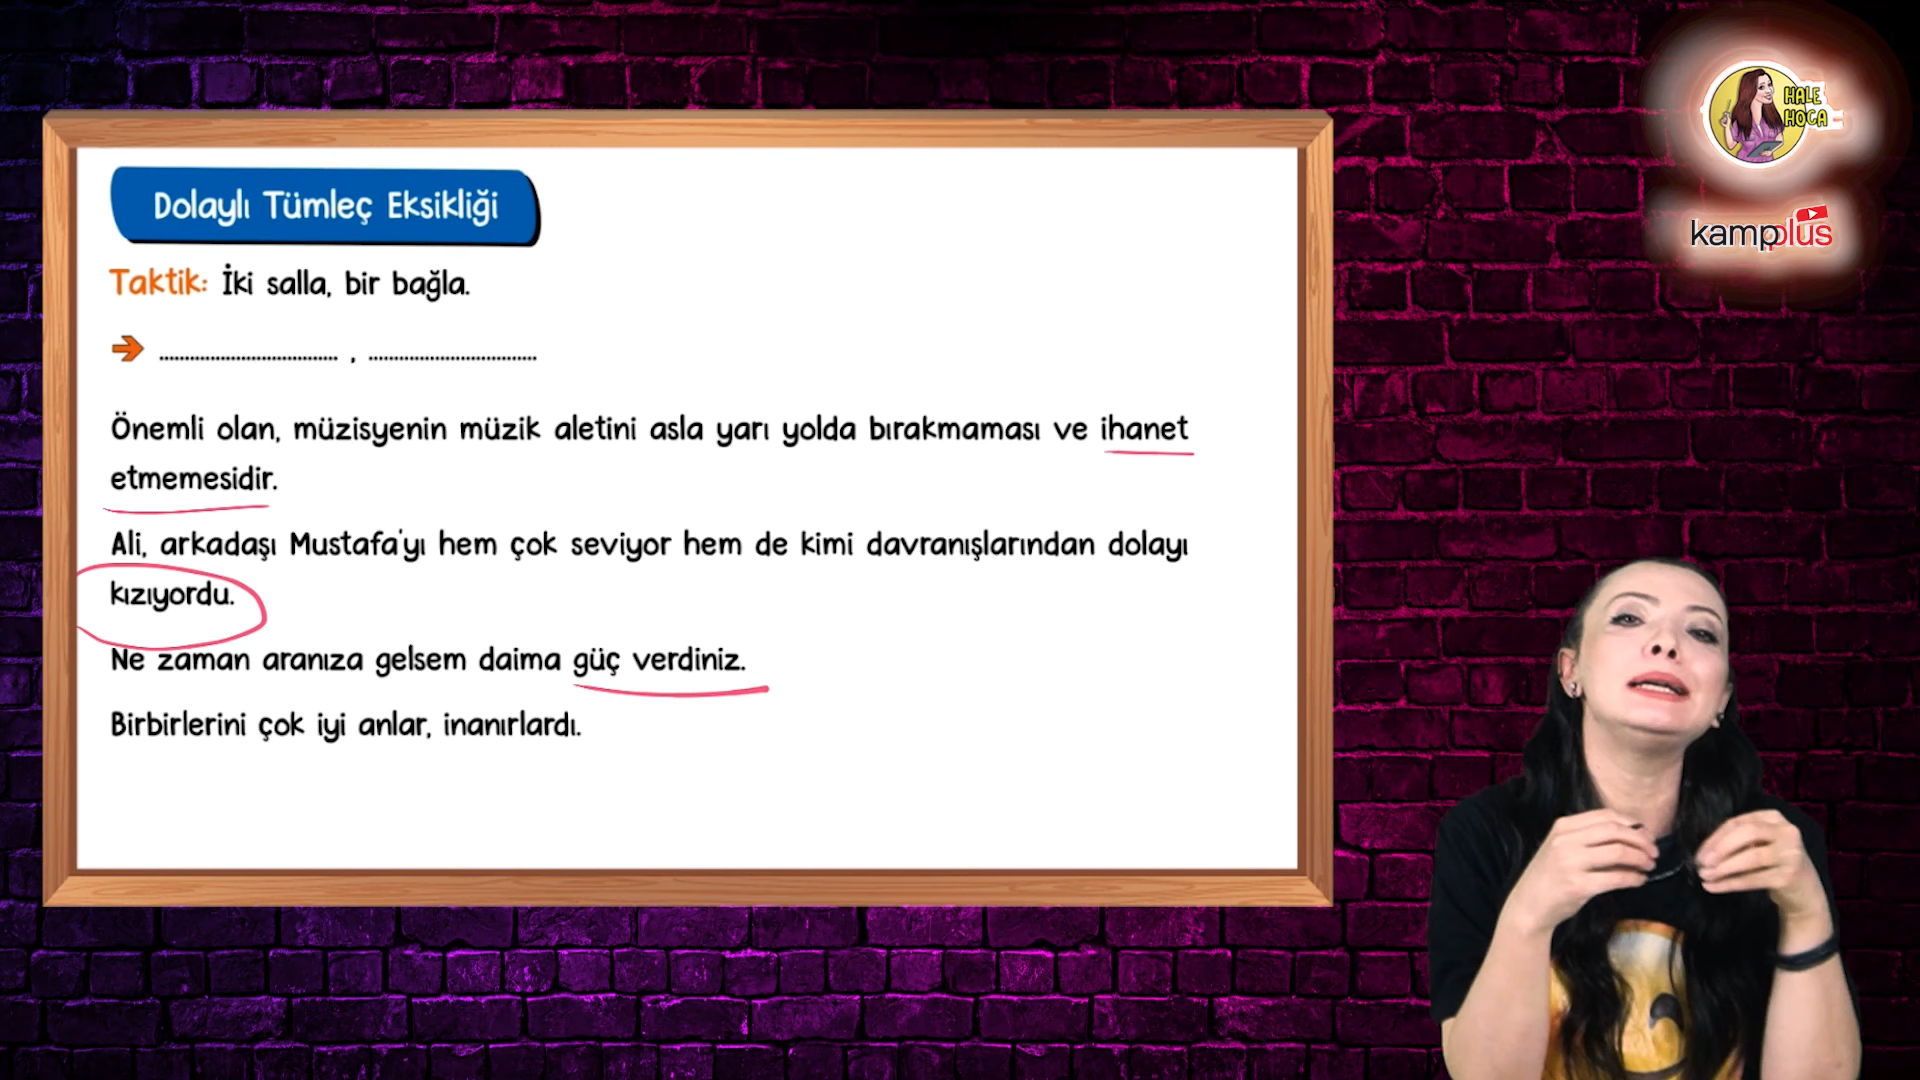 HALE
HOCA
kampplus
Dolaylı Tümleç Eksikliği
Taktik: İki salla, bir bağla.
➔ .................................... , ..................................
Önemli olan, müzisyenin müzik aletini asla yarı yolda bırakmaması ve ihanet
etmemesidir.
Ali, arkadaşı Mustafa'yı hem çok seviyor hem de kimi davranışlarından dolayı
kızıyordu.
Ne zaman aranıza gelsem daima güç verdiniz.
Birbirlerini çok iyi anlar, inanırlardı.